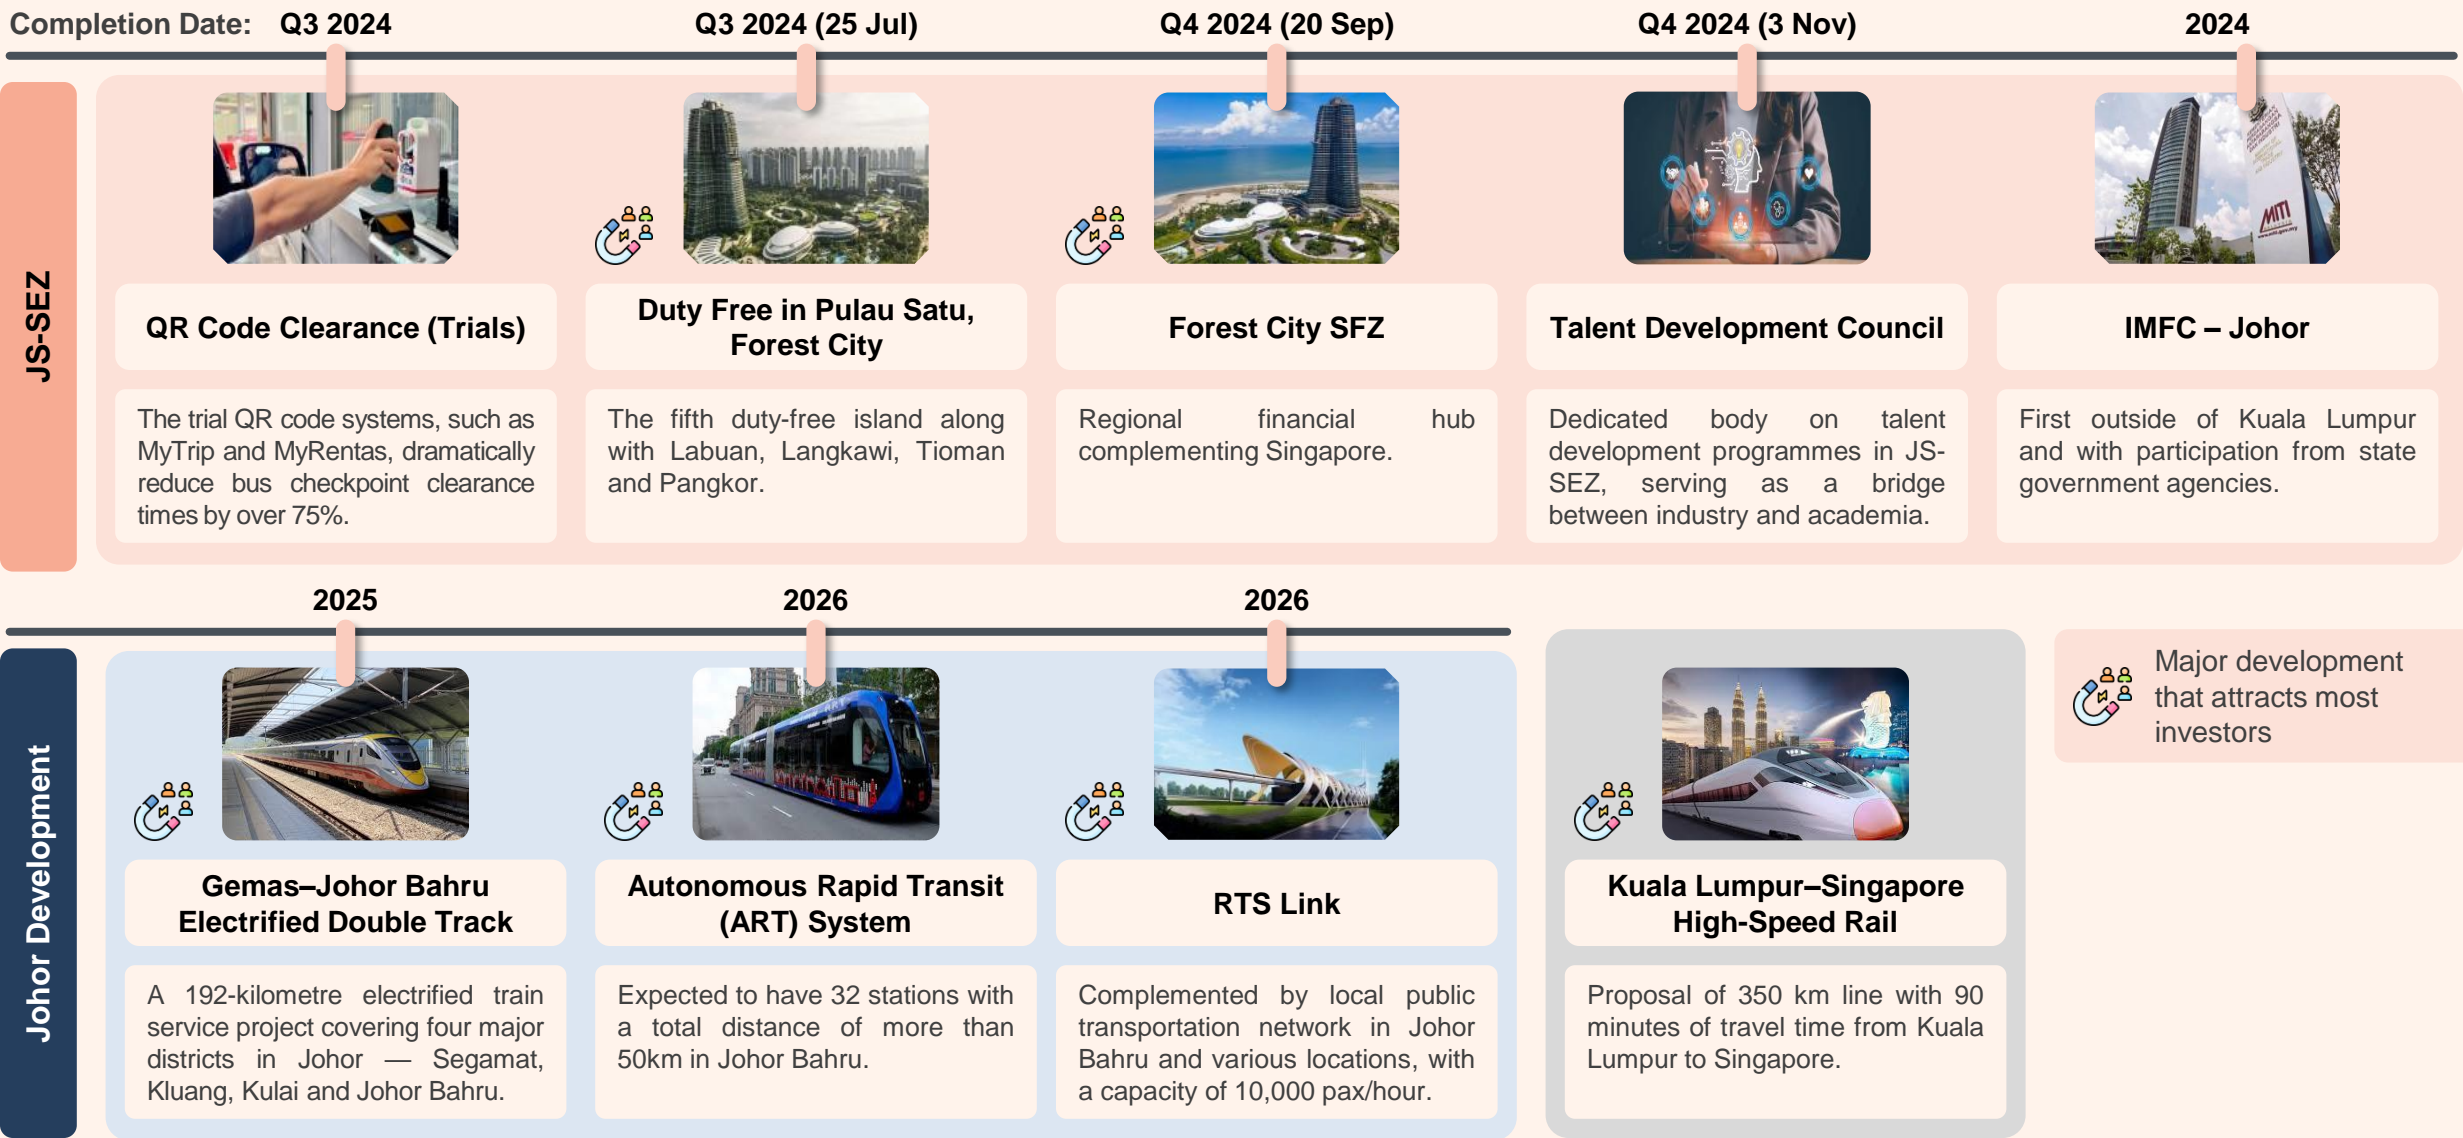 Completion Date:
Q3 2024
Q3 2024 (25 Jul)
Q4 2024 (20 Sep)
Q4 2024 (3 Nov)
2024
JS-SEZ
MITI
QR Code Clearance (Trials)
The trial QR code systems, such as
MyTrip and MyRentas, dramatically
reduce bus checkpoint clearance
times by over 75%.
Duty Free in Pulau Satu,
Forest City
The fifth duty-free island along
with Labuan, Langkawi, Tioman
and Pangkor.
Forest City SFZ
Regional financial hub
complementing Singapore.
Talent Development Council
Dedicated body on talent
development programmes in JS-
SEZ, serving as a bridge
between industry and academia.
IMFC – Johor
First outside of Kuala Lumpur
and with participation from state
government agencies.
2025
2026
2026
Johor Development
Gemas–Johor Bahru
Electrified Double Track
A 192-kilometre electrified train
service project covering four major
districts in Johor — Segamat,
Kluang, Kulai and Johor Bahru.
Autonomous Rapid Transit
(ART) System
Expected to have 32 stations with
a total distance of more than
50km in Johor Bahru.
RTS Link
Complemented by local public
transportation network in Johor
Bahru and various locations, with
a capacity of 10,000 pax/hour.
Kuala Lumpur–Singapore
High-Speed Rail
Proposal of 350 km line with 90
minutes of travel time from Kuala
Lumpur to Singapore.
Major development
that attracts most
investors